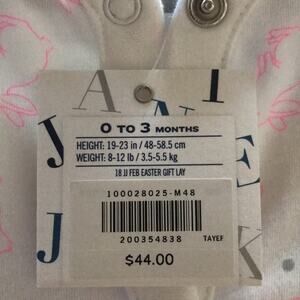 J A N I E J K
0 TO 3 MONTHS
HEIGHT: 19-23 in / 48-58.5 cm
WEIGHT: 8-12 lb / 3.5-5.5 kg
18 JJ FEB EASTER GIFT LAY
100028025-M48
200354838 TAYEF
$44.00